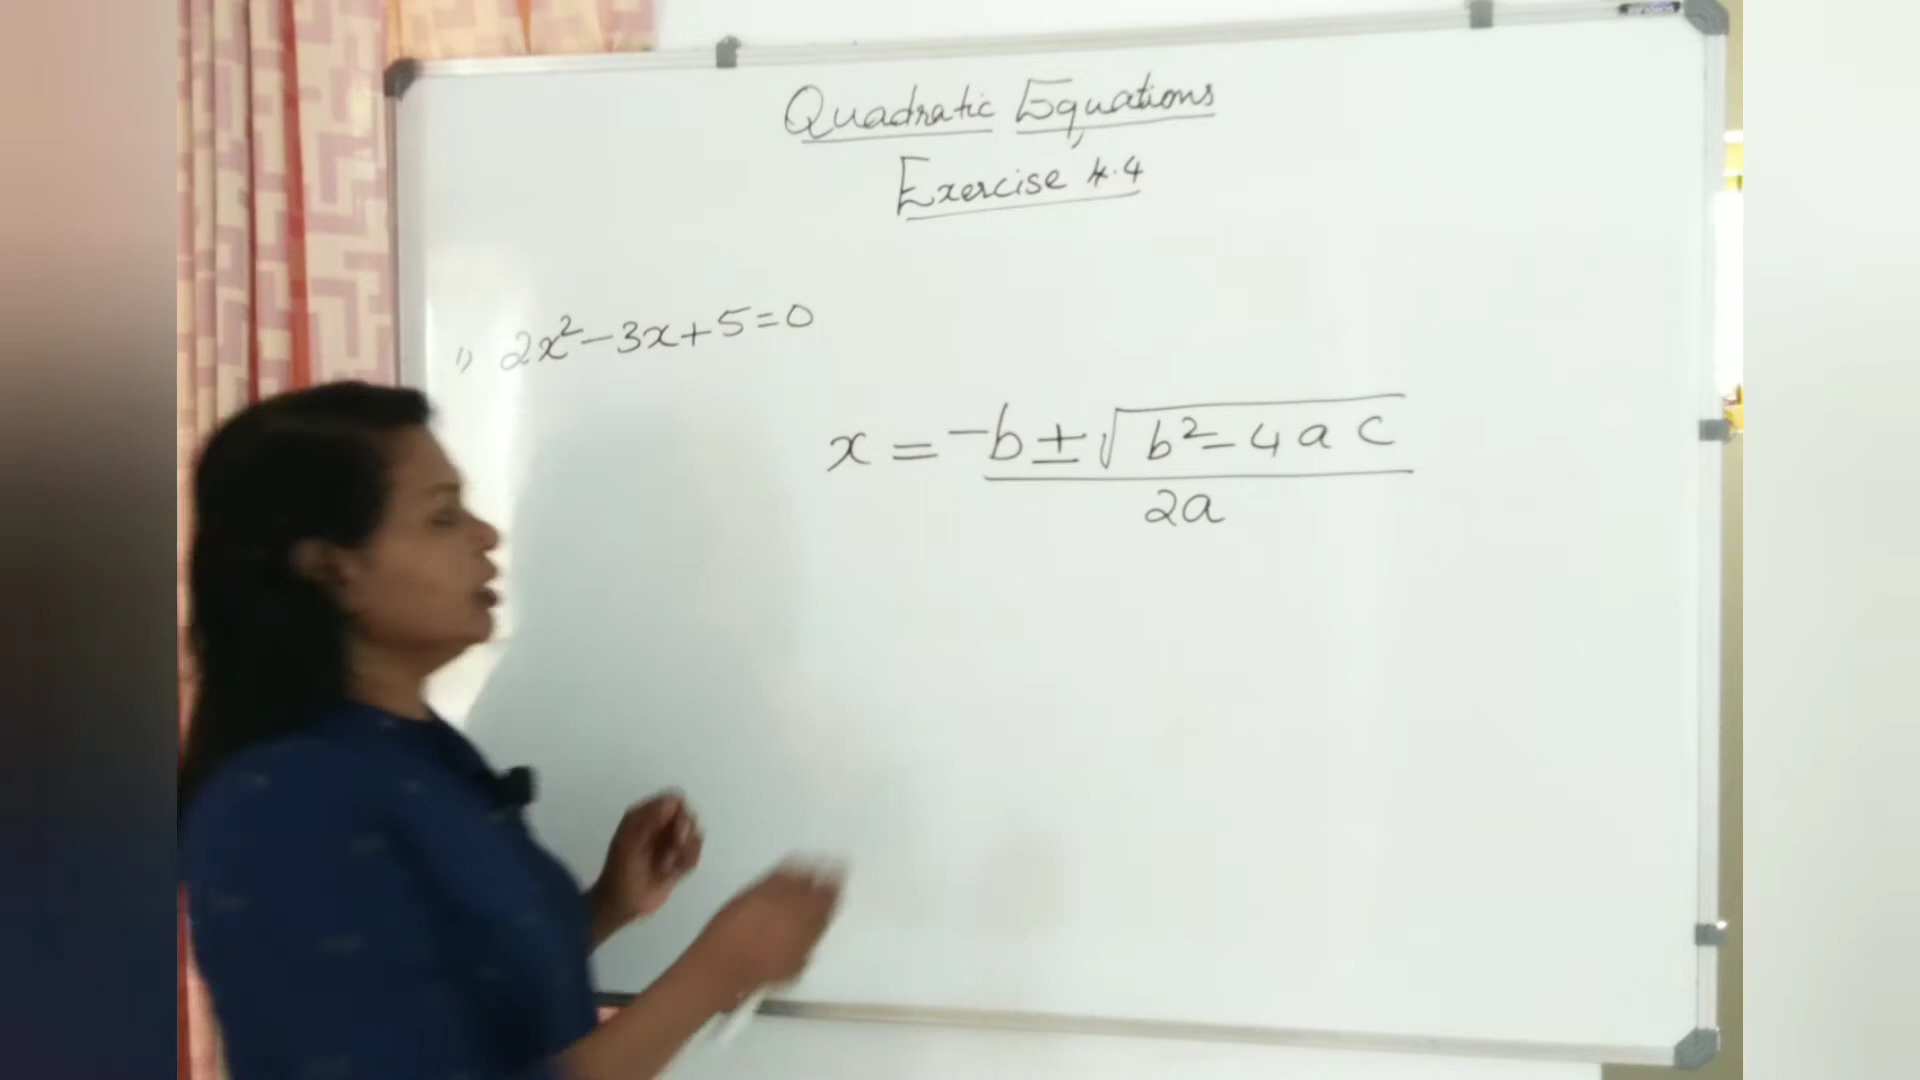 Quadratic Equations
Exercise 4.4
1) 2x²-3x+5=0
x = -b ± √b²-4ac
2a